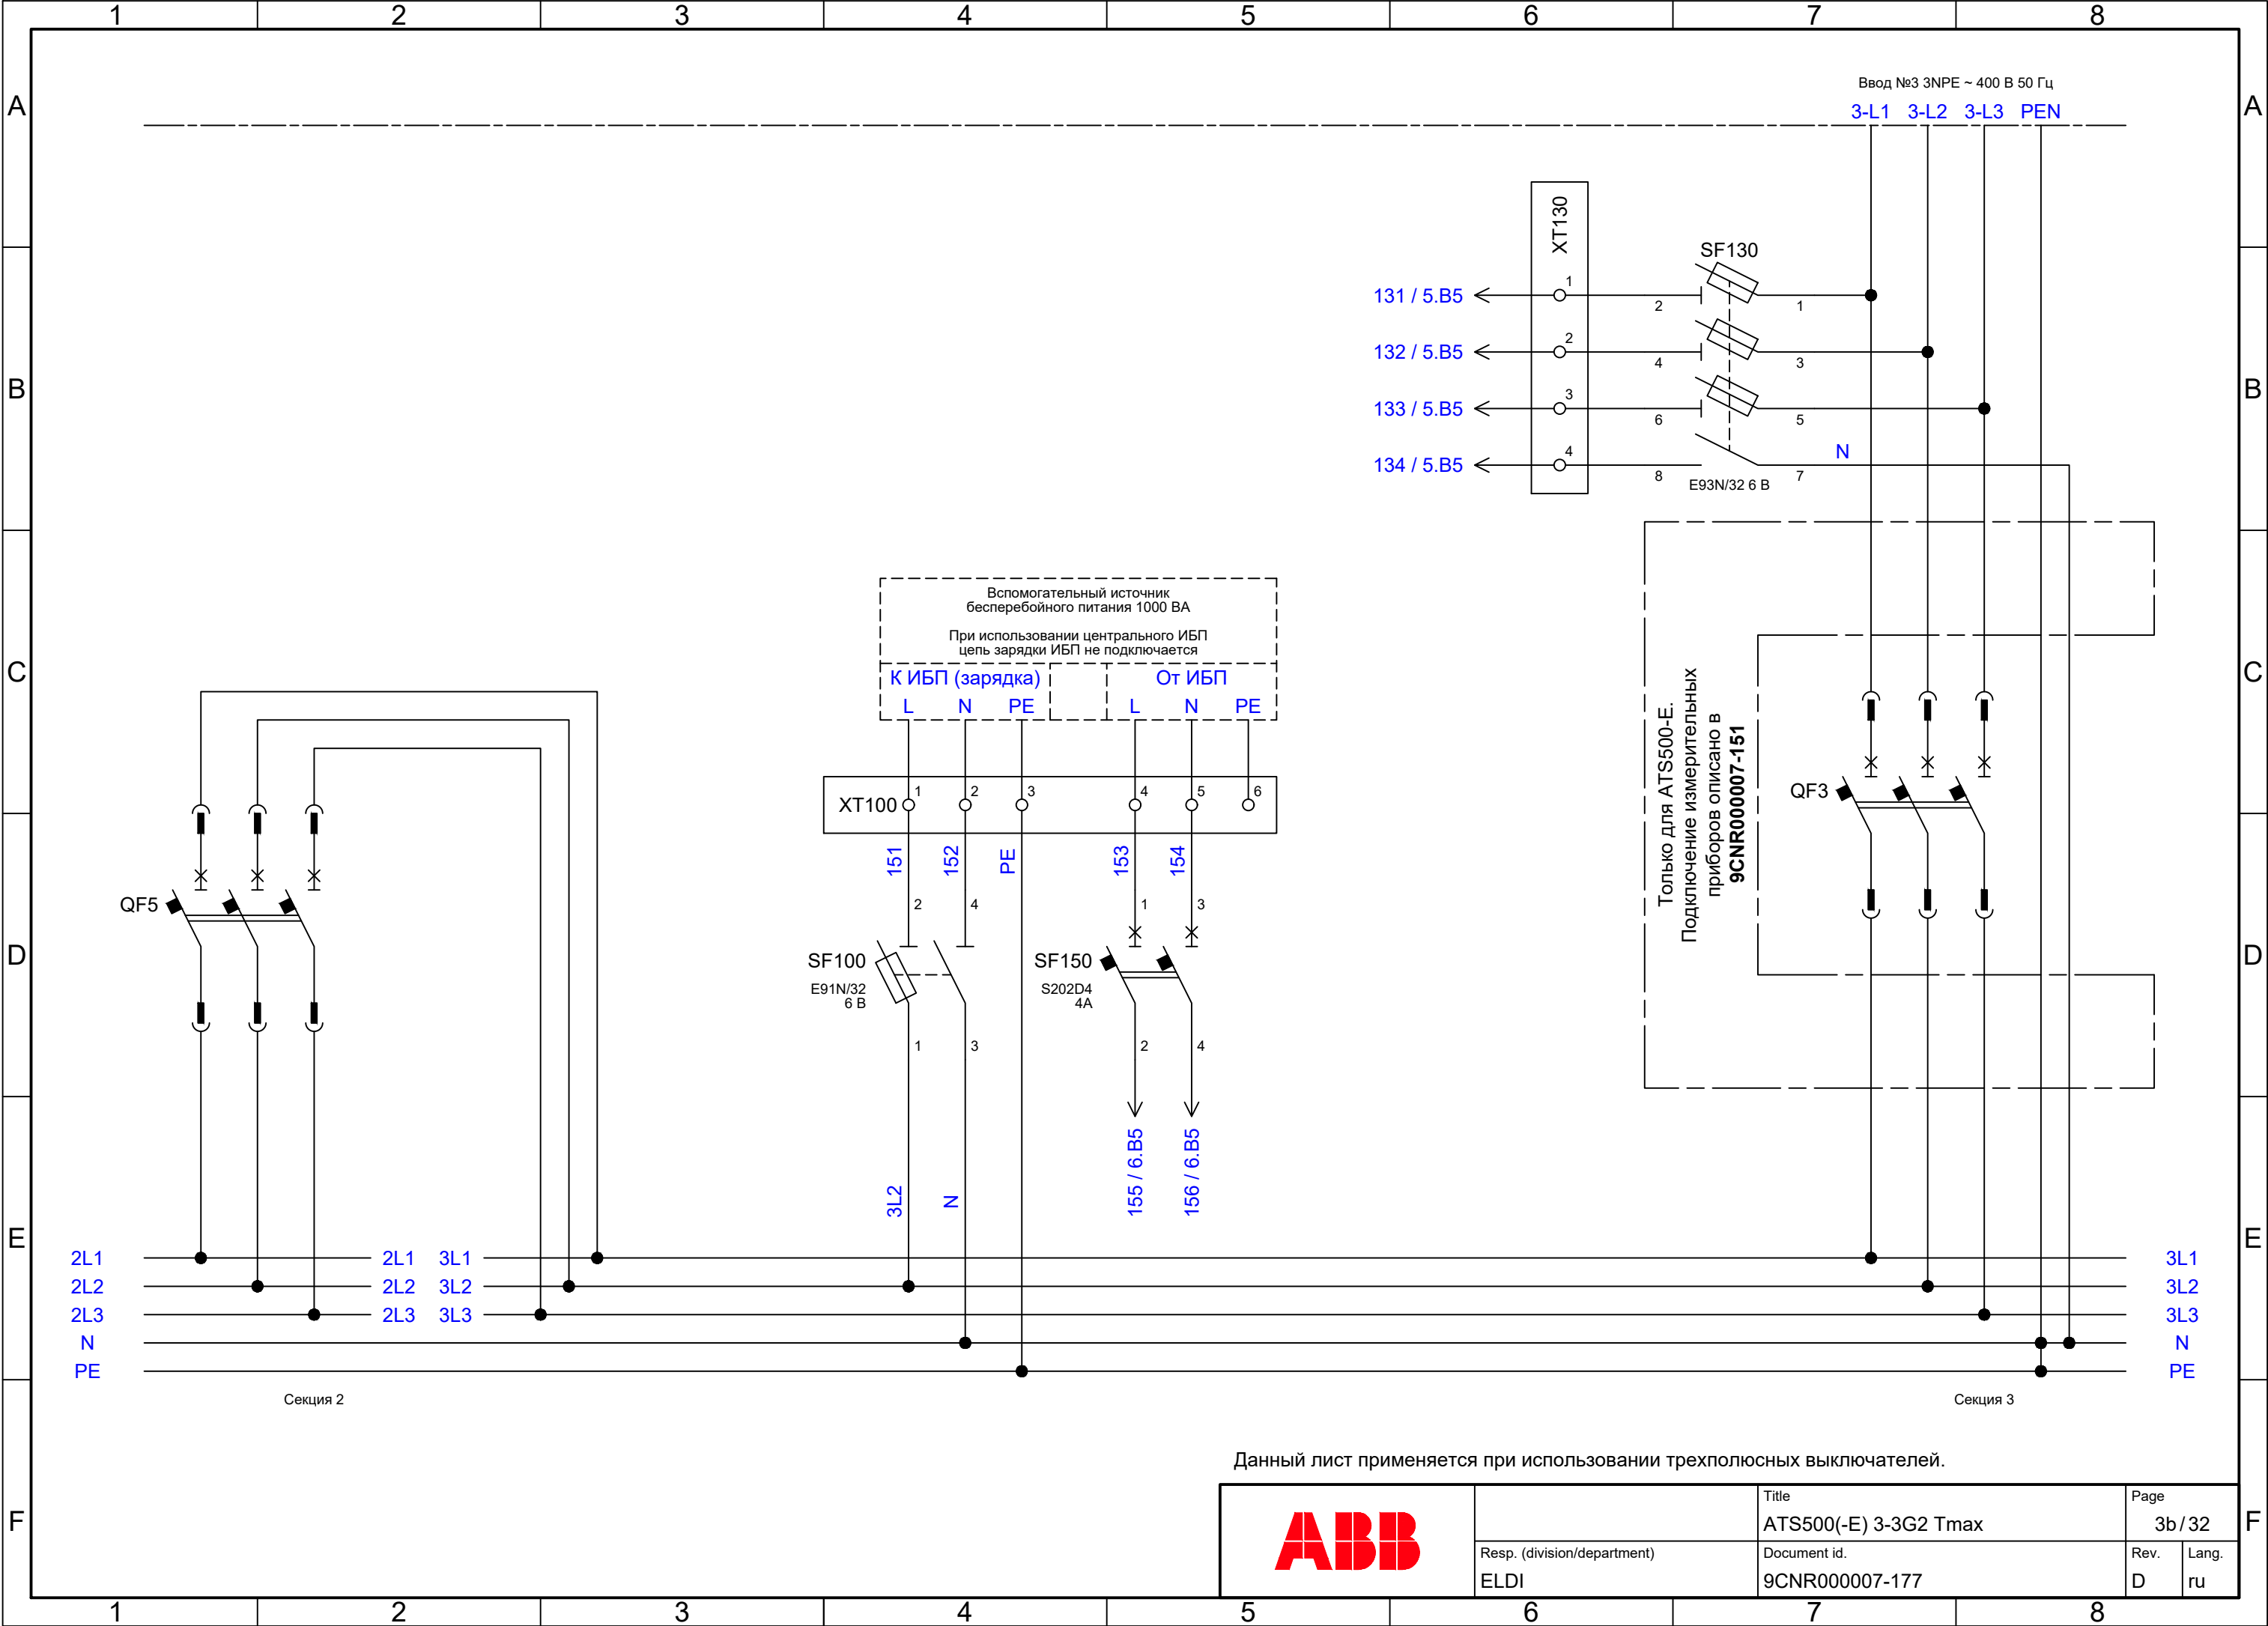 1 2 3 4 5 6 7 8
A A
Ввод №3 3NPE ~ 400 В 50 Гц
3-L1 3-L2 3-L3 PEN
XT130
SF130
131 / 5.B5 1 2 1
132 / 5.B5 2 4 3
133 / 5.B5 3 6 5
134 / 5.B5 4 8 7 N
E93N/32 6 В
B B
Вспомогательный источник
бесперебойного питания 1000 ВА
При использовании центрального ИБП
цепь зарядки ИБП не подключается
К ИБП (зарядка) От ИБП
L N PE L N PE
C C
Только для ATS500-E.
Подключение измерительных
приборов описано в
9CNR000007-151
XT100 1 2 3 4 5 6
151 152 PE 153 154
QF3
QF5
2 4 1 3
SF100
E91N/32
6 В
SF150
S202D4
4A
D D
1 3 2 4
155 / 6.B5 156 / 6.B5
3L2 N
E E
2L1 2L1 3L1 3L1
2L2 2L2 3L2 3L2
2L3 2L3 3L3 3L3
N N
PE PE
Секция 2 Секция 3
Данный лист применяется при использовании трехполюсных выключателей.
F F
ABB
Title
ATS500(-E) 3-3G2 Tmax
Page
3b/32
Resp. (division/department)
ELDI
Document id.
9CNR000007-177
Rev.
D
Lang.
ru
1 2 3 4 5 6 7 8